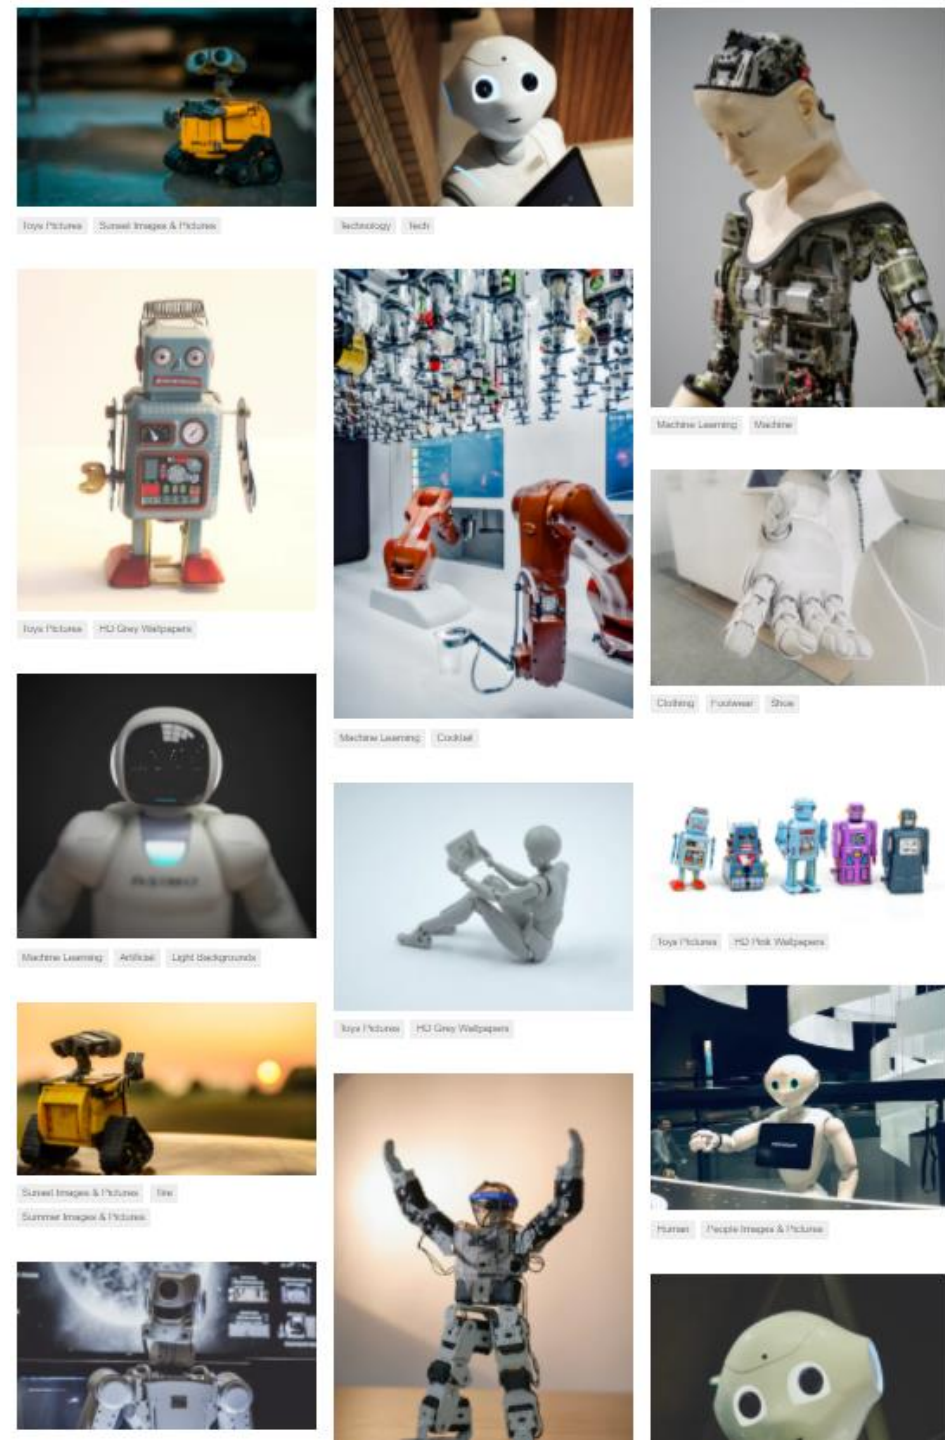 Toys Pictures
Sunset Images & Pictures
Technology
Tech
Machine Learning
Machine
Toys Pictures
HD Grey Wallpapers
Machine Learning
Cocktail
Clothing
Footwear
Shoe
Machine Learning
Artificial
Light Backgrounds
Toys Pictures
HD Pink Wallpapers
Toys Pictures
HD Grey Wallpapers
Sunset Images & Pictures
Summer Images & Pictures
Human
People Images & Pictures